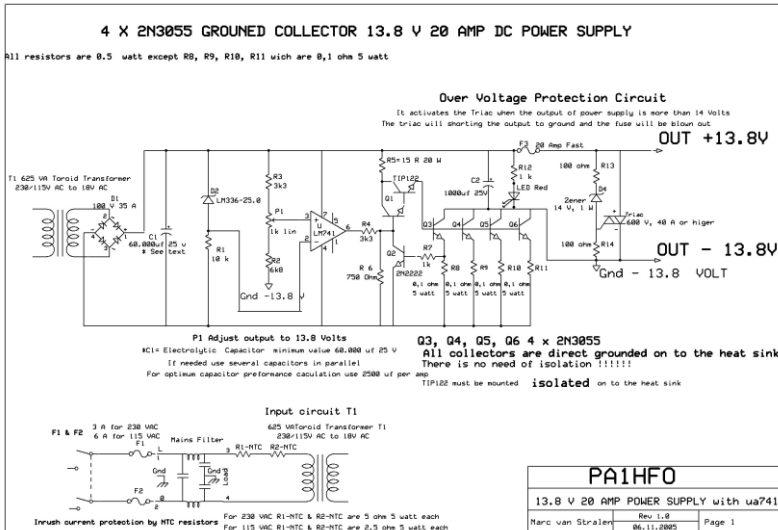 4 X 2N3055 GROUNED COLLECTOR 13.8 V 20 AMP DC POWER SUPPLY
All resistors are 0.5 watt except R8, R9, R10, R11 wich are 0,1 ohm 5 watt
Over Voltage Protection Circuit
It activates the Triac when the output of power supply is more than 14 Volts
The triac will shorting the output to ground and the fuse will be blown out
OUT +13.8V
F3 20 Amp Fast
T1 625 VA Toroid Transformer
230/115V AC to 18V AC
D1
100 V 35 A
C1
60.000uf 25 v
* See text
D2
LM336-25.0
R1
10 k
R3
3k3
P1
1k lin
R2
6k8
Gnd -13.8 V
U
LM741
R4
3k3
R5=15 R 20 W
TIP122
Q1
Q2
2N2222
R 6
750 Ohm
R7
1k
C2
1000uf 25V
R12
1 k
LED Red
Q3
Q4
Q5
Q6
R8
R9
R10
R11
0,1 ohm
5 watt
0,1 ohm
5 watt
0,1 ohm
5 watt
0,1 ohm
5 watt
100 ohm
R13
D4
Zener
14 V, 1 W
Triac
600 V, 40 A or higer
100 ohm
R14
OUT - 13.8V
Gnd - 13.8 VOLT
P1 Adjust output to 13.8 Volts
*C1= Electrolytic Capacitor minimum value 60.000 uf 25 V
If needed use several capacitors in parallel
For optimum capacitor preformance caculation use 2500 uf per amp
Q3, Q4, Q5, Q6 4 x 2N3055
All collectors are direct grounded on to the heat sink
There is no need of isolation !!!!!!
TIP122 must be mounted isolated on to the heat sink
Input circuit T1
F1 & F2
3 A for 230 VAC
6 A for 115 VAC
F1
Mains Filter
L
1
3
Gnd
Gnd
Load
0
2
4
F2
R1-NTC
R2-NTC
625 VAToroid Transformer T1
230/115V AC to 18V AC
Inrush current protection by NTC resistors
For 230 VAC R1-NTC & R2-NTC are 5 ohm 5 watt each
For 115 VAC R1-NTC & R2-NTC are 2.5 ohm 5 watt each
PA1HFO
13.8 V 20 AMP POWER SUPPLY with ua741
Marc van Stralen
Rev 1.0
06.11.2005
Page 1